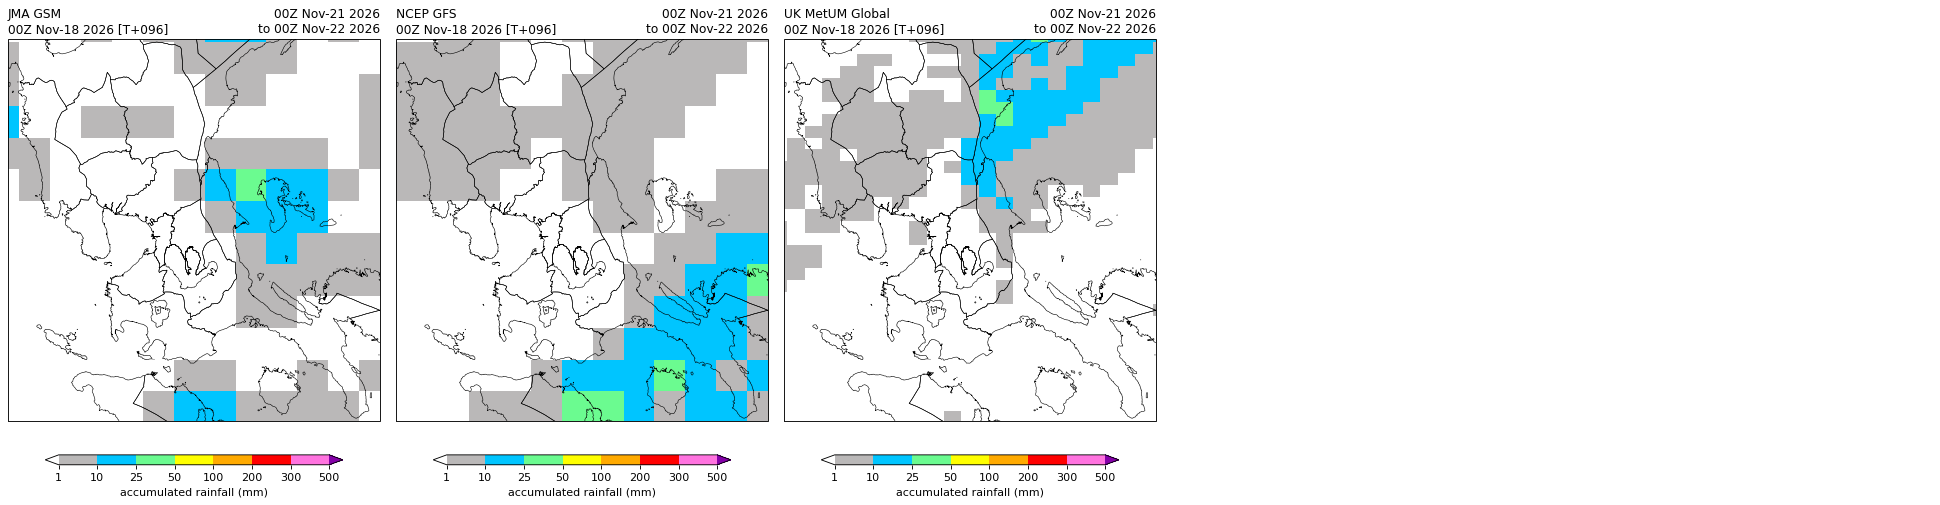 JMA GSM
00Z Nov-21 2026
00Z Nov-18 2026 [T+096]
to 00Z Nov-22 2026
1 10 25 50 100 200 300 500
accumulated rainfall (mm)
NCEP GFS
00Z Nov-21 2026
00Z Nov-18 2026 [T+096]
to 00Z Nov-22 2026
1 10 25 50 100 200 300 500
accumulated rainfall (mm)
UK MetUM Global
00Z Nov-21 2026
00Z Nov-18 2026 [T+096]
to 00Z Nov-22 2026
1 10 25 50 100 200 300 500
accumulated rainfall (mm)